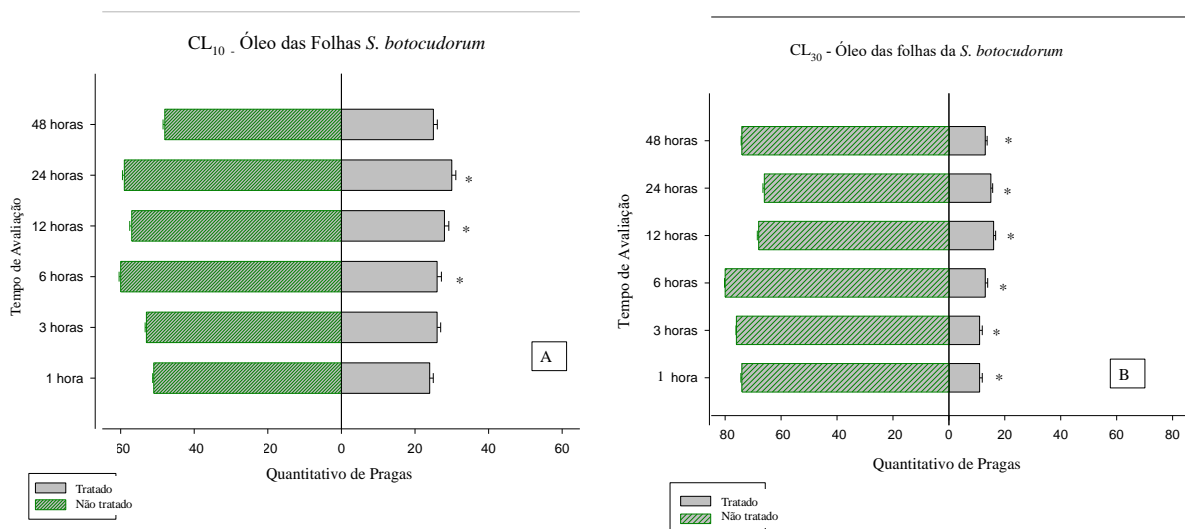 CL10 - Óleo das Folhas S. botocudorum
48 horas
24 horas
*
12 horas
*
6 horas
*
3 horas
1 hora
Tempo de Avaliação
A
60 40 20 0 20 40 60
Quantitativo de Pragas
Tratado
Não tratado
CL30 - Óleo das folhas da S. botocudorum
48 horas
*
24 horas
*
12 horas
*
6 horas
*
3 horas
*
1 hora
*
Tempo de Avaliação
B
80 60 40 20 0 20 40 60 80
Quantitativo de Pragas
Tratado
Não tratado